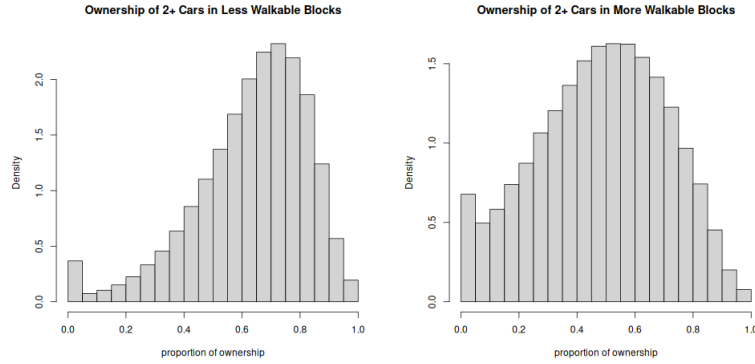 Ownership of 2+ Cars in Less Walkable Blocks
Density
2.0
1.5
1.0
0.5
0.0
0.0 0.2 0.4 0.6 0.8 1.0
proportion of ownership
Ownership of 2+ Cars in More Walkable Blocks
Density
1.5
1.0
0.5
0.0
0.0 0.2 0.4 0.6 0.8 1.0
proportion of ownership